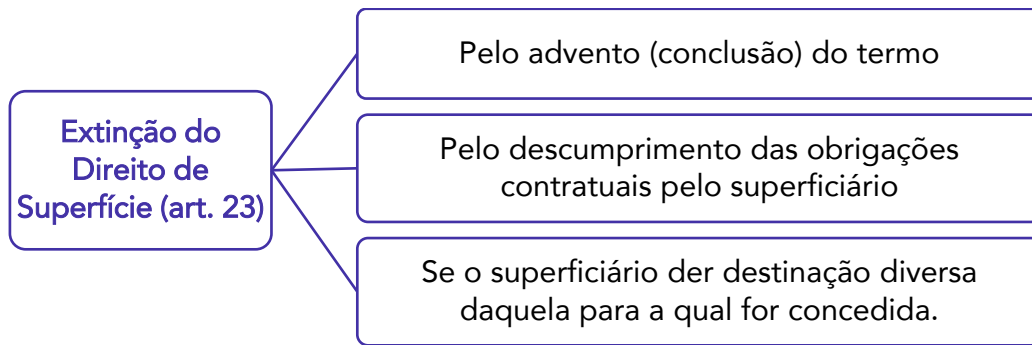 Extinção do
Direito de
Superfície (art. 23)
Pelo advento (conclusão) do termo
Pelo descumprimento das obrigações
contratuais pelo superficiário
Se o superficiário der destinação diversa
daquela para a qual for concedida.